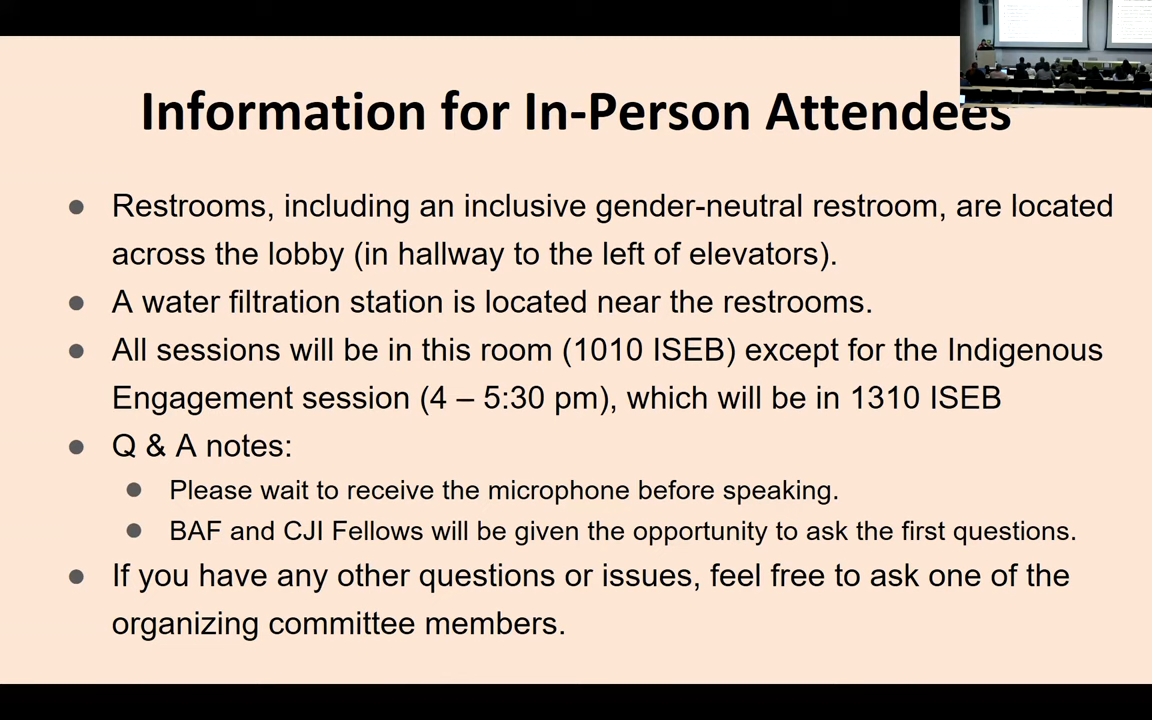 Information for In-Person Attendees
Restrooms, including an inclusive gender-neutral restroom, are located
across the lobby (in hallway to the left of elevators).
A water filtration station is located near the restrooms.
All sessions will be in this room (1010 ISEB) except for the Indigenous
Engagement session (4 – 5:30 pm), which will be in 1310 ISEB
Q & A notes:
Please wait to receive the microphone before speaking.
BAF and CJI Fellows will be given the opportunity to ask the first questions.
If you have any other questions or issues, feel free to ask one of the
organizing committee members.